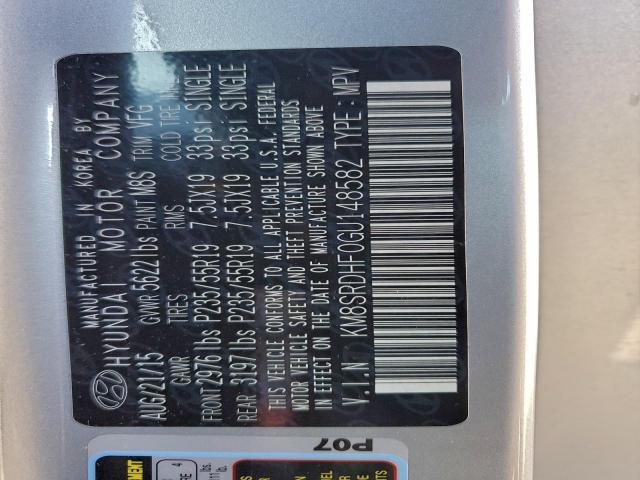 MANUFACTURED IN KOREA BY
HYUNDAI MOTOR COMPANY
AUG/21/15 GVWR 5622 lbs PAINT M8S TRIM YFG
GAWR TIRES RIMS COLD TIRE
FRONT 2976 lbs P235/55R19 7.5JX19 33psi SINGLE
REAR 3197 lbs P235/55R19 7.5JX19 33psi SINGLE
THIS VEHICLE CONFORMS TO ALL APPLICABLE U.S.A. FEDERAL
MOTOR VEHICLE SAFETY AND THEFT PREVENTION STANDARDS
IN EFFECT ON THE DATE OF MANUFACTURE SHOWN ABOVE
V.I.N : KM8SRDHF0GU148582 TYPE : MPV
P07
4
lbs.